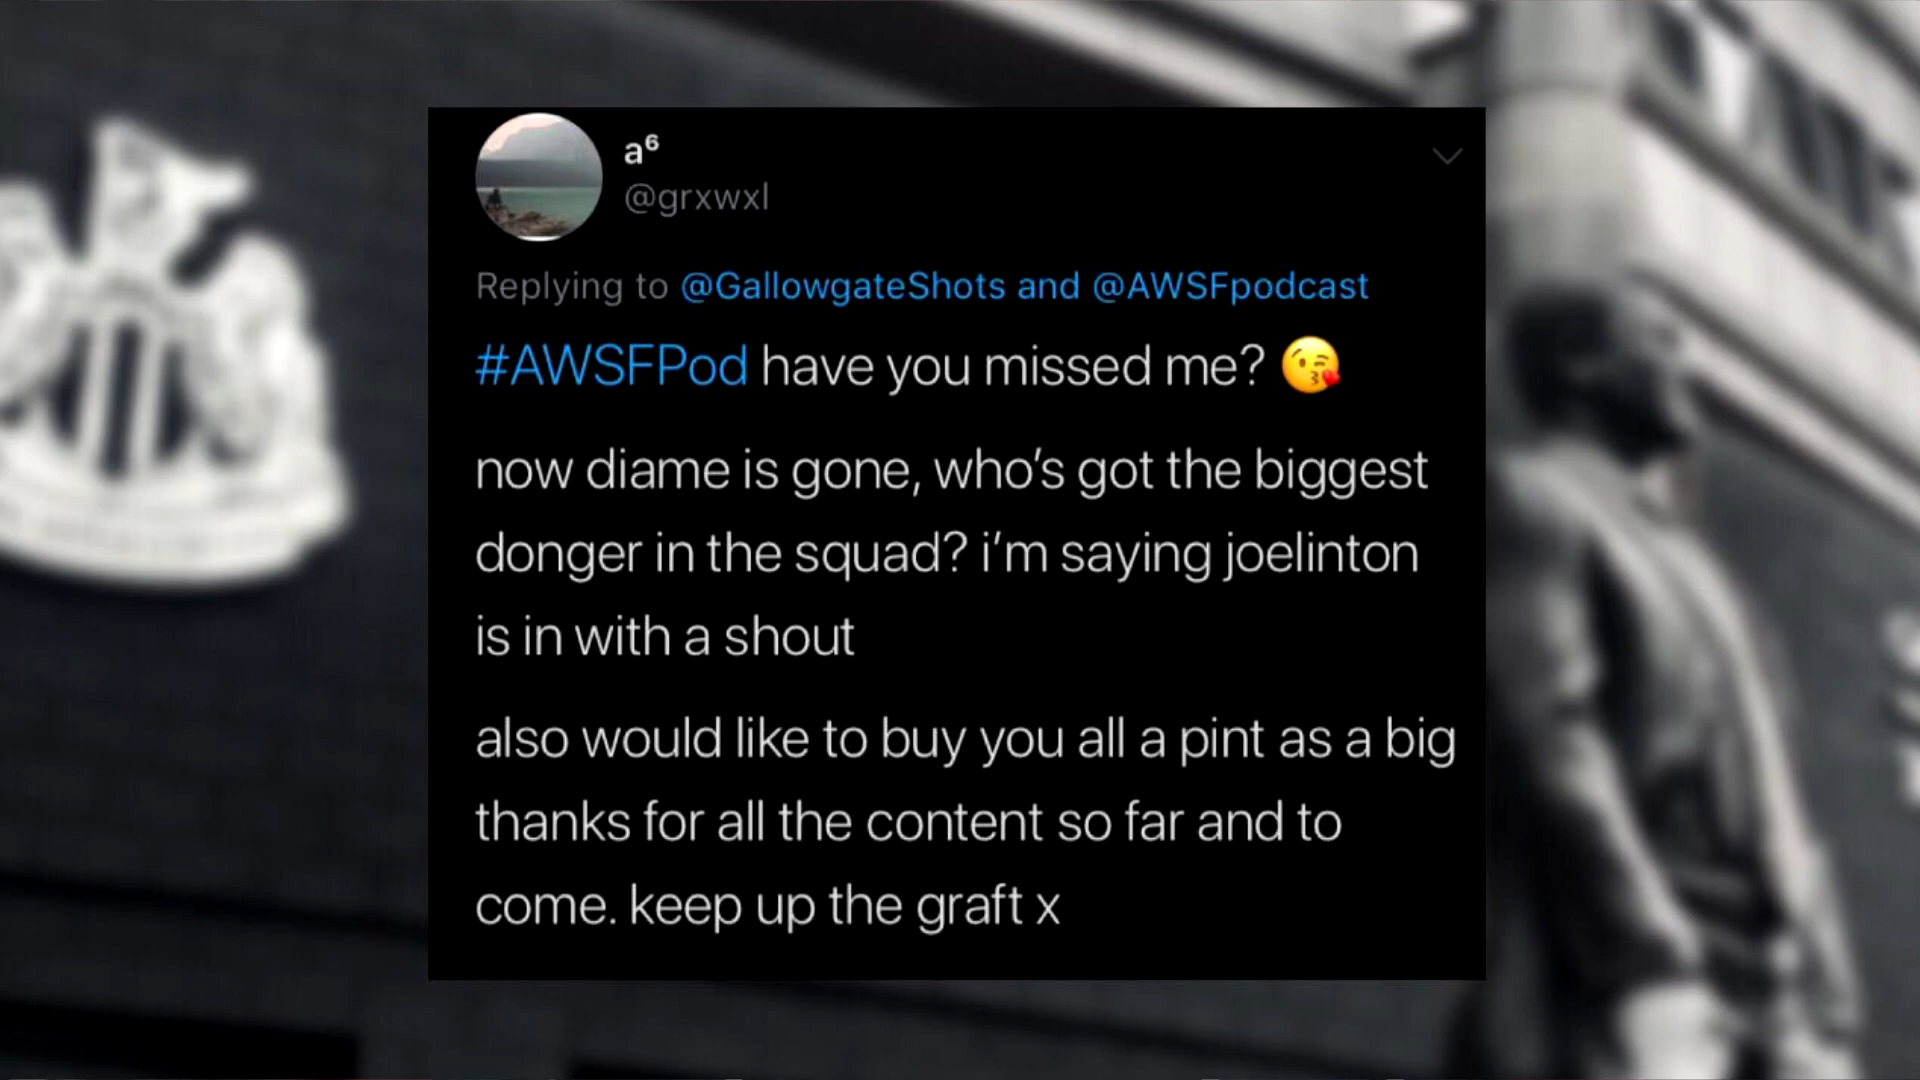 a⁶
@grxwxl
Replying to @GallowgateShots and @AWSFpodcast
#AWSFPod have you missed me? 😘
now diame is gone, who's got the biggest
donger in the squad? i'm saying joelinton
is in with a shout
also would like to buy you all a pint as a big
thanks for all the content so far and to
come. keep up the graft x